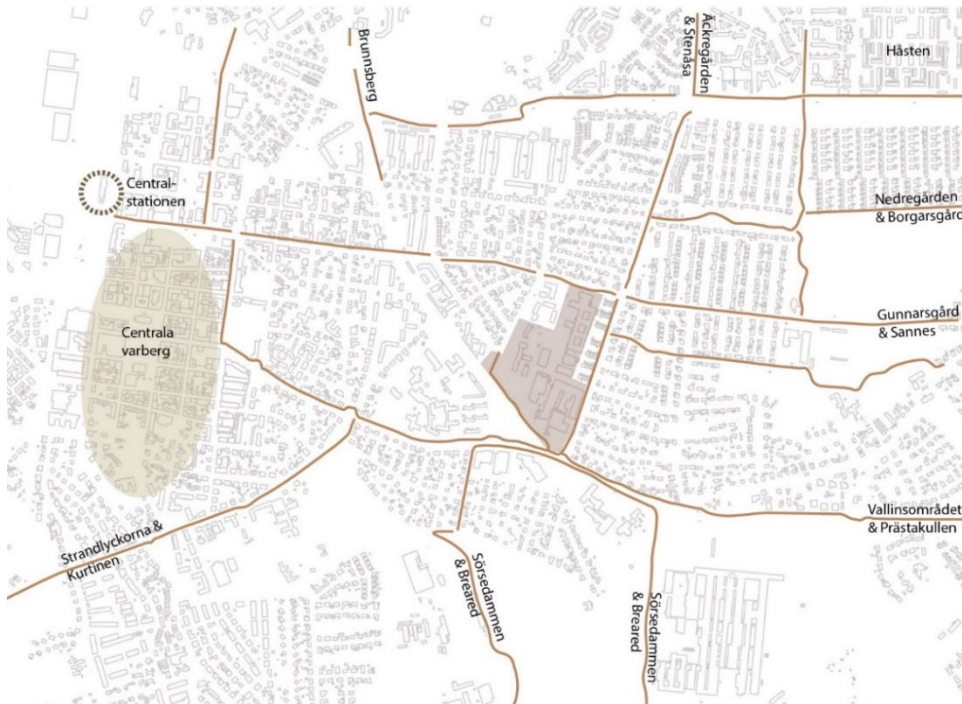 Brunnsberg
Äckregården
& Stenåsa
Håsten
Central-
stationen
Nedregården
& Borgarsgård
Centrala
varberg
Gunnarsgård
& Sannes
Vallinsområdet
& Prästakullen
Strandlyckorna &
Kurtinen
Sörsedammen
& Breared
Sörsedammen
& Breared